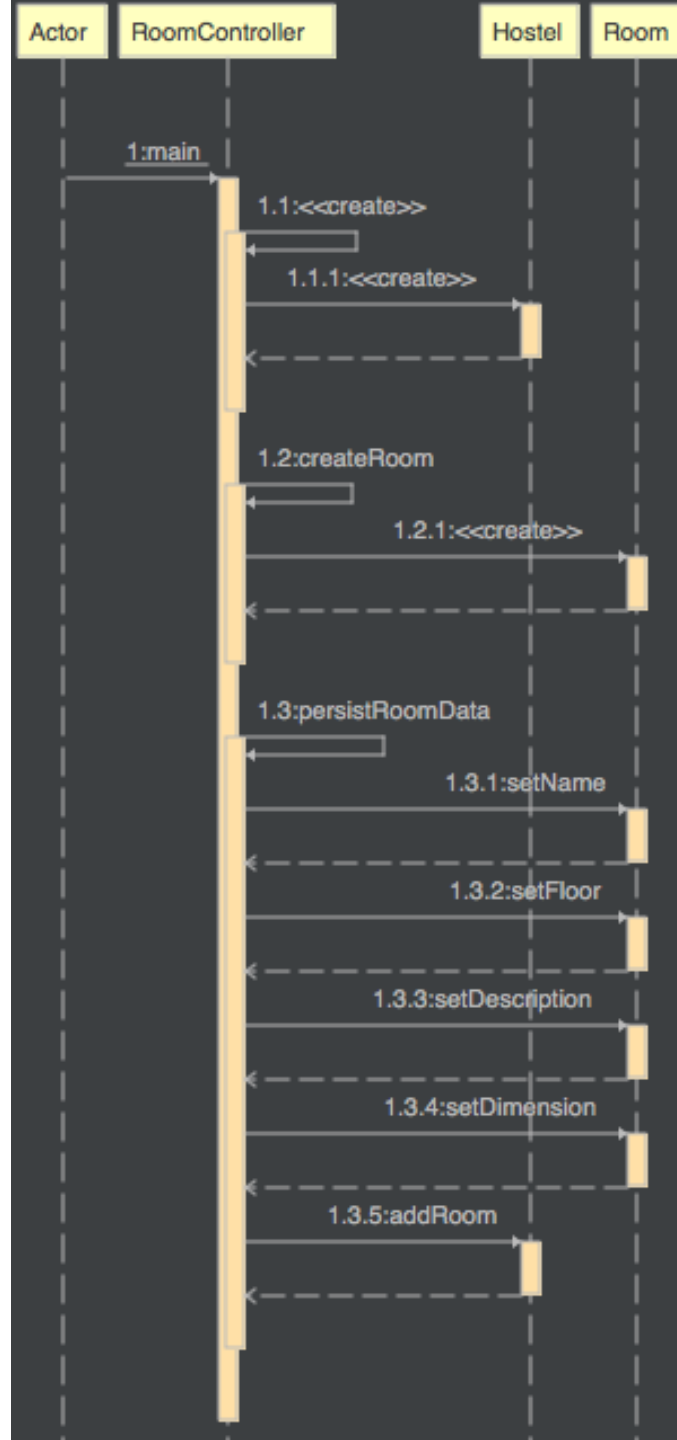 Actor RoomController Hostel Room
1:main
1.1:<<create>>
1.1.1:<<create>>
1.2:createRoom
1.2.1:<<create>>
1.3:persistRoomData
1.3.1:setName
1.3.2:setFloor
1.3.3:setDescription
1.3.4:setDimension
1.3.5:addRoom